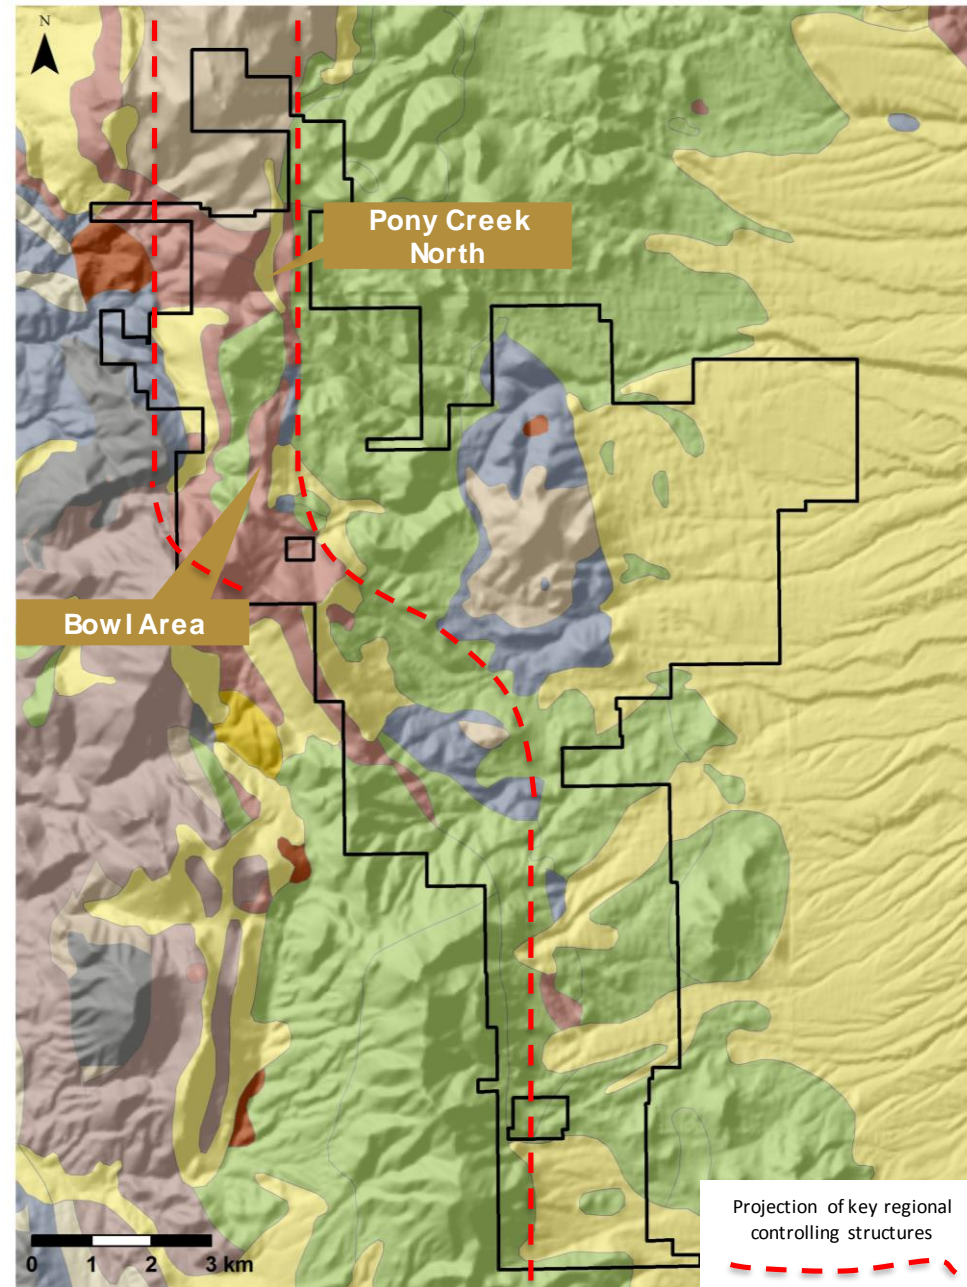 N
Pony Creek
North
Bowl Area
0 1 2 3 km
Projection of key regional
controlling structures